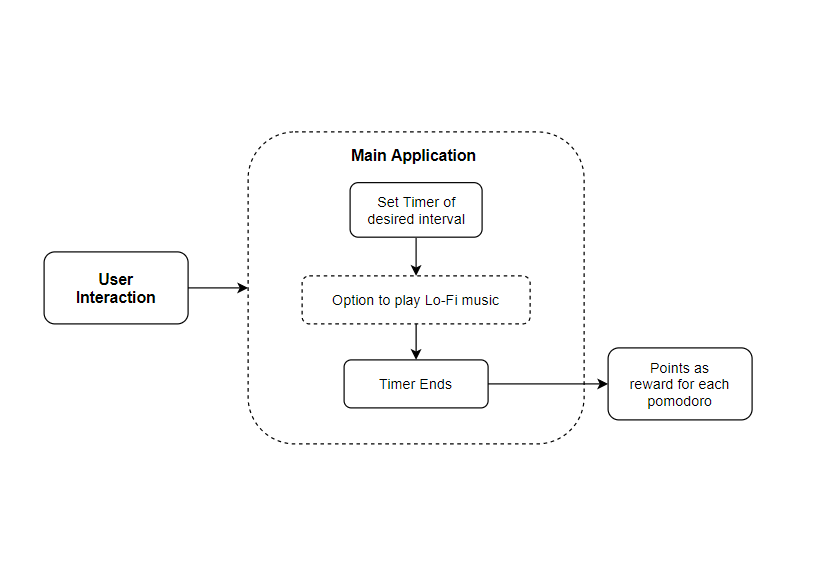 Main Application
Set Timer of
desired interval
User
Interaction
Option to play Lo-Fi music
Timer Ends
Points as
reward for each
pomodoro